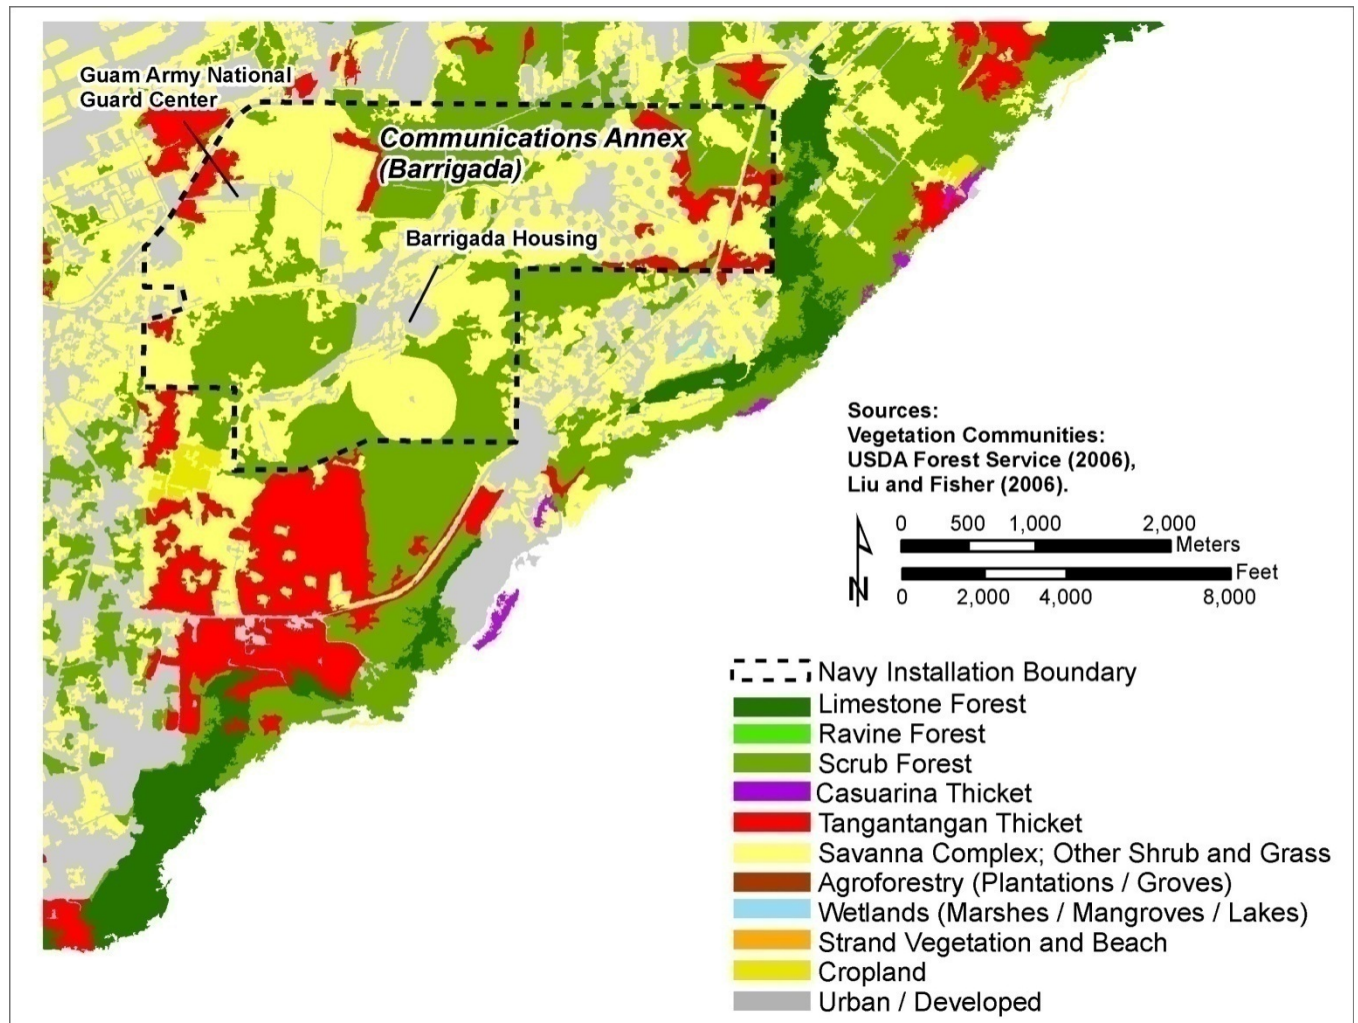 Guam Army National
Guard Center
Communications Annex
(Barrigada)
Barrigada Housing
Sources:
Vegetation Communities:
USDA Forest Service (2006),
Liu and Fisher (2006).
0 500 1,000 2,000
Meters
Feet
0 2,000 4,000 8,000
N
Navy Installation Boundary
Limestone Forest
Ravine Forest
Scrub Forest
Casuarina Thicket
Tangantangan Thicket
Savanna Complex; Other Shrub and Grass
Agroforestry (Plantations / Groves)
Wetlands (Marshes / Mangroves / Lakes)
Strand Vegetation and Beach
Cropland
Urban / Developed